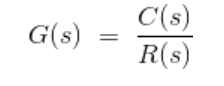 G(s) = C(s) / R(s)